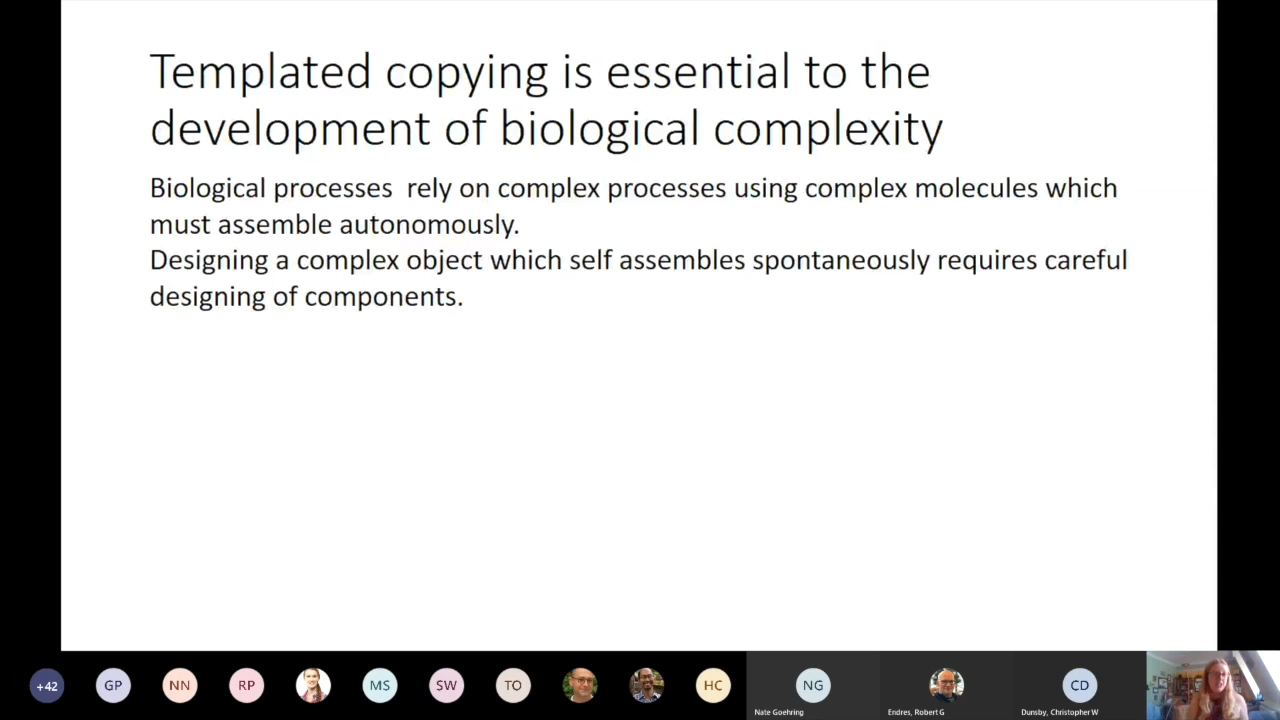 Templated copying is essential to the
development of biological complexity
Biological processes  rely on complex processes using complex molecules which
must assemble autonomously.
Designing a complex object which self assembles spontaneously requires careful
designing of components.
+42
GP
NN
RP
MS
SW
TO
HC
NG
CD
Nate Goehring
Endres, Robert G
Dunsby, Christopher W